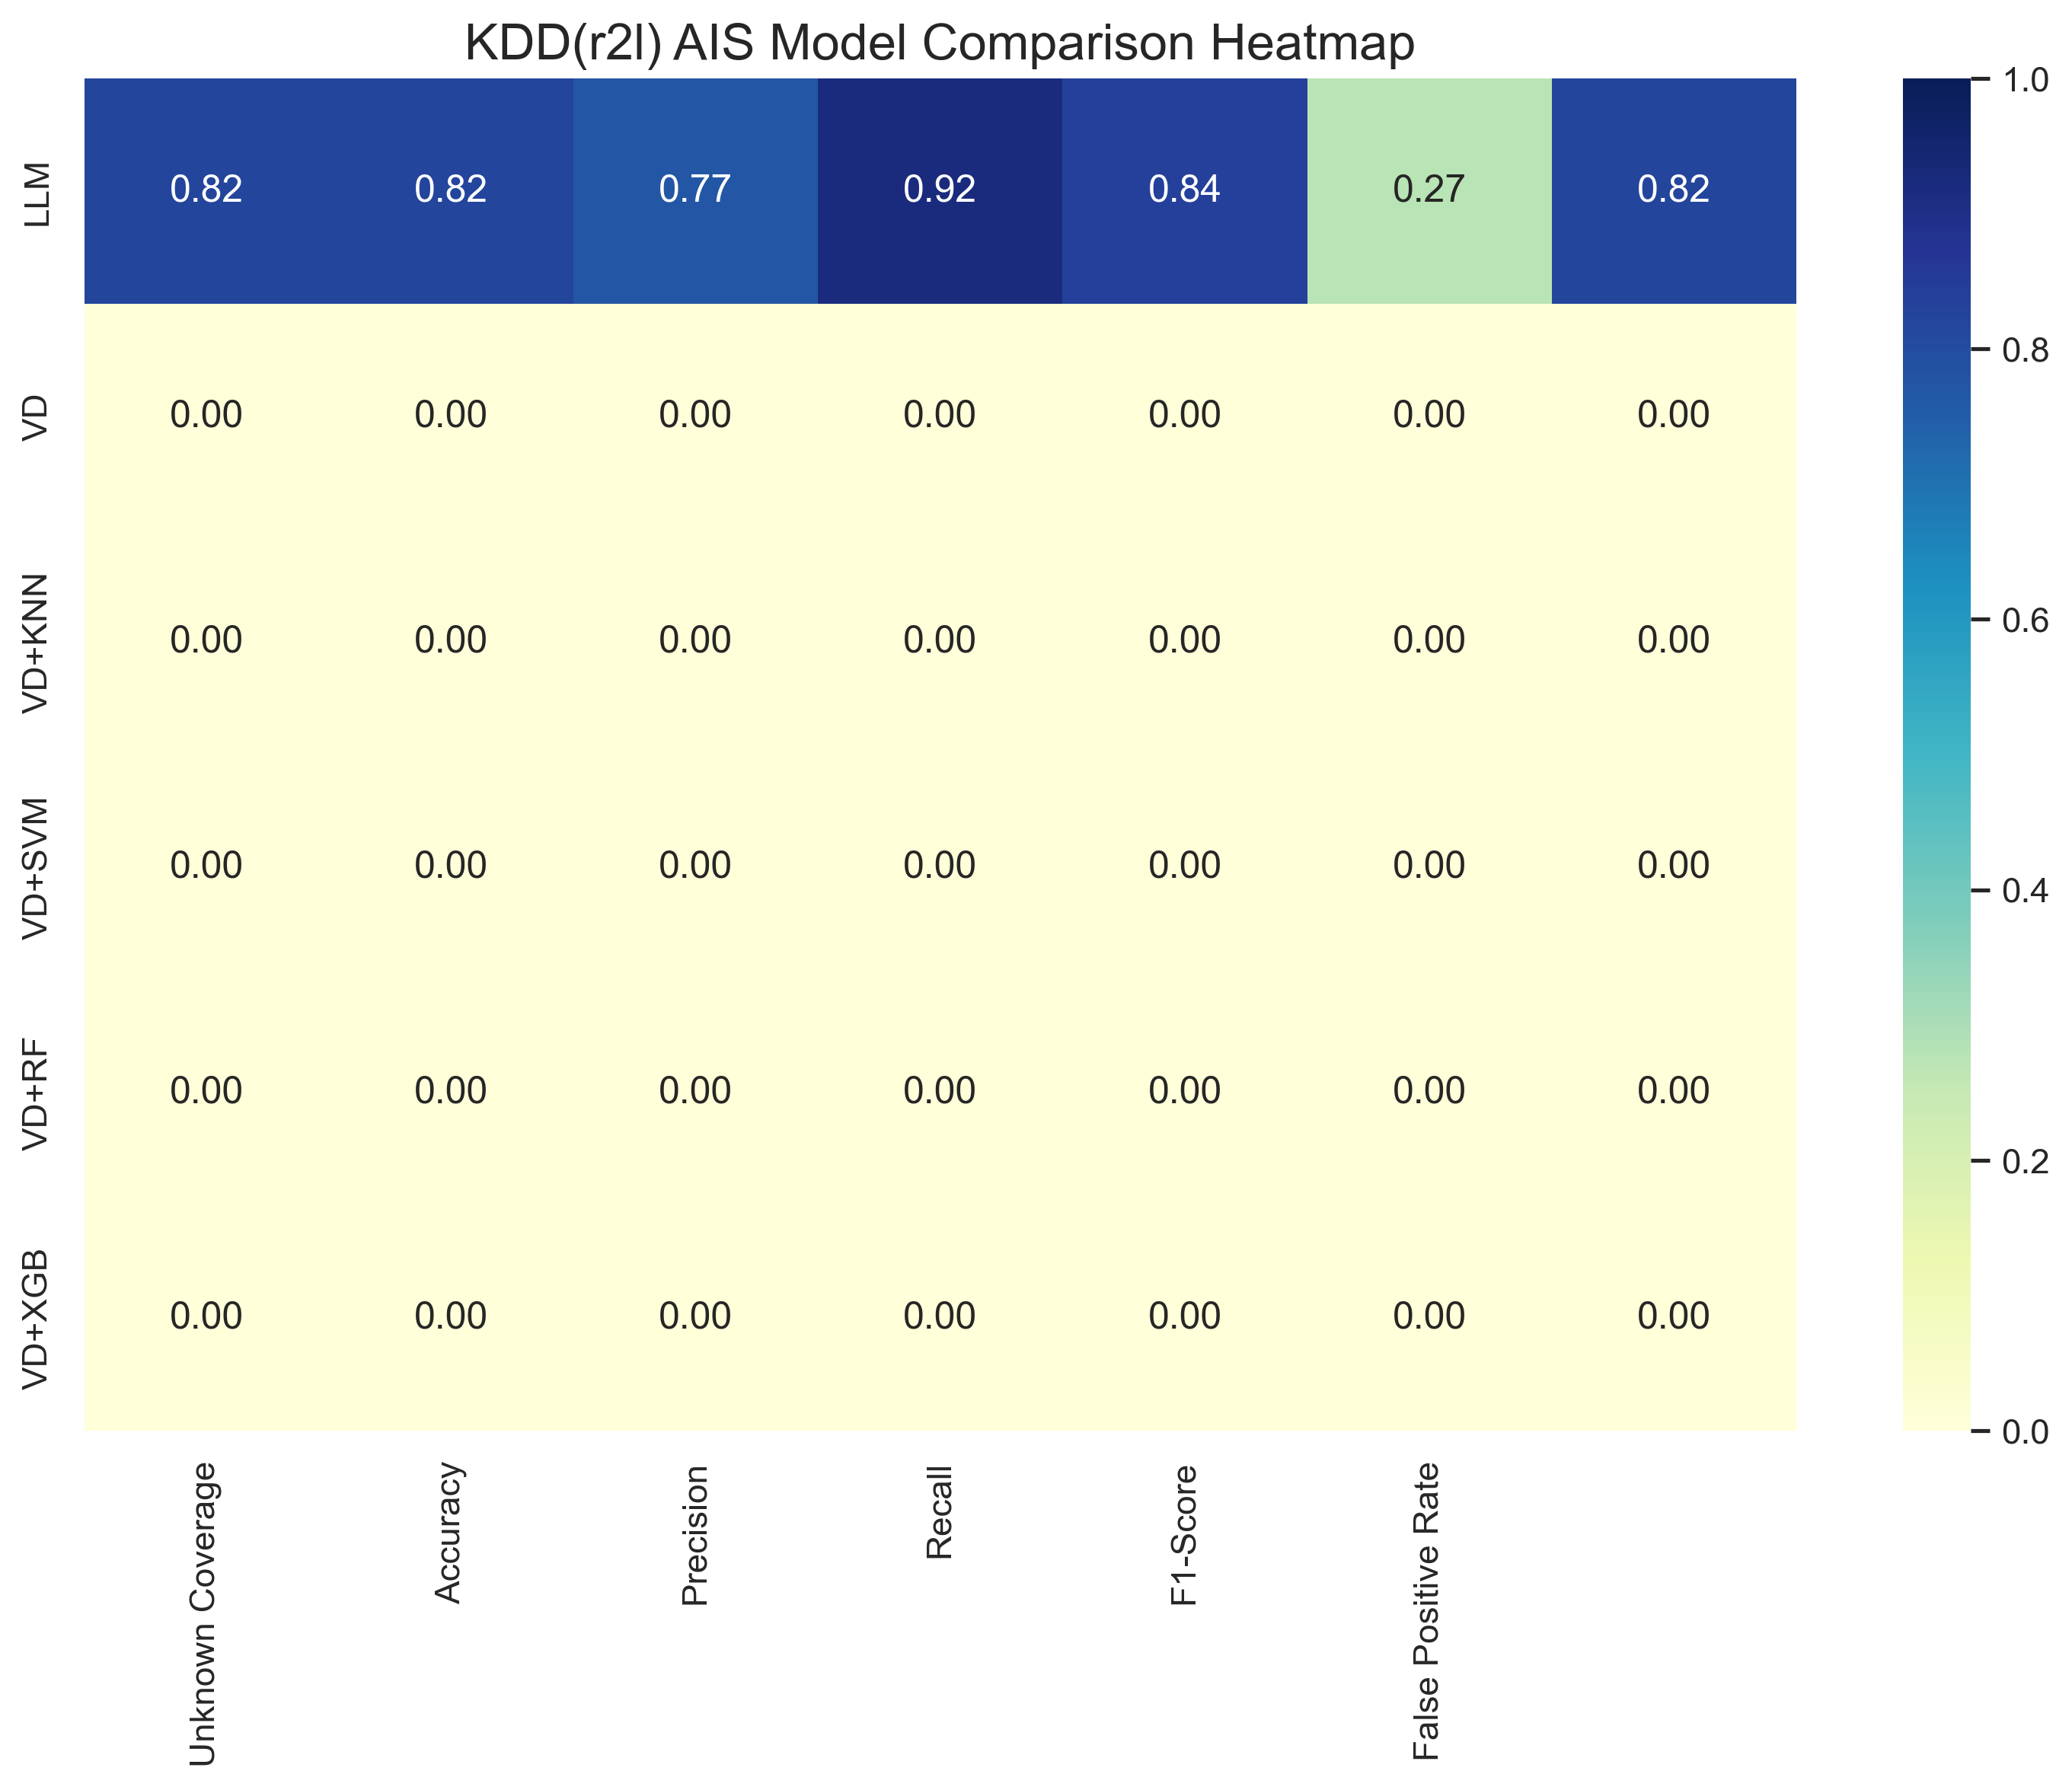 KDD(r2l) AIS Model Comparison Heatmap
LLM 0.82 0.82 0.77 0.92 0.84 0.27 0.82
VD 0.00 0.00 0.00 0.00 0.00 0.00 0.00
VD+KNN 0.00 0.00 0.00 0.00 0.00 0.00 0.00
VD+SVM 0.00 0.00 0.00 0.00 0.00 0.00 0.00
VD+RF 0.00 0.00 0.00 0.00 0.00 0.00 0.00
VD+XGB 0.00 0.00 0.00 0.00 0.00 0.00 0.00
Unknown Coverage
Accuracy
Precision
Recall
F1-Score
False Positive Rate
1.0
0.8
0.6
0.4
0.2
0.0